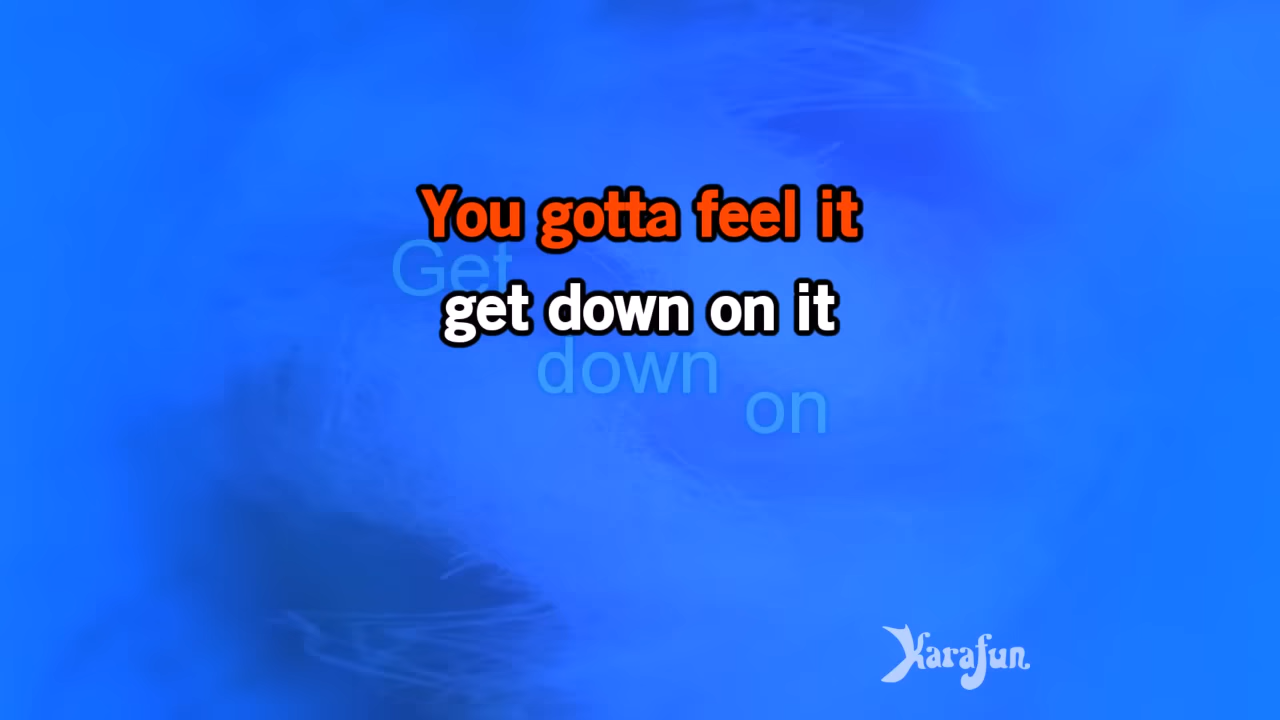 You gotta feel it
Get
get down on it
down
on
Karafun